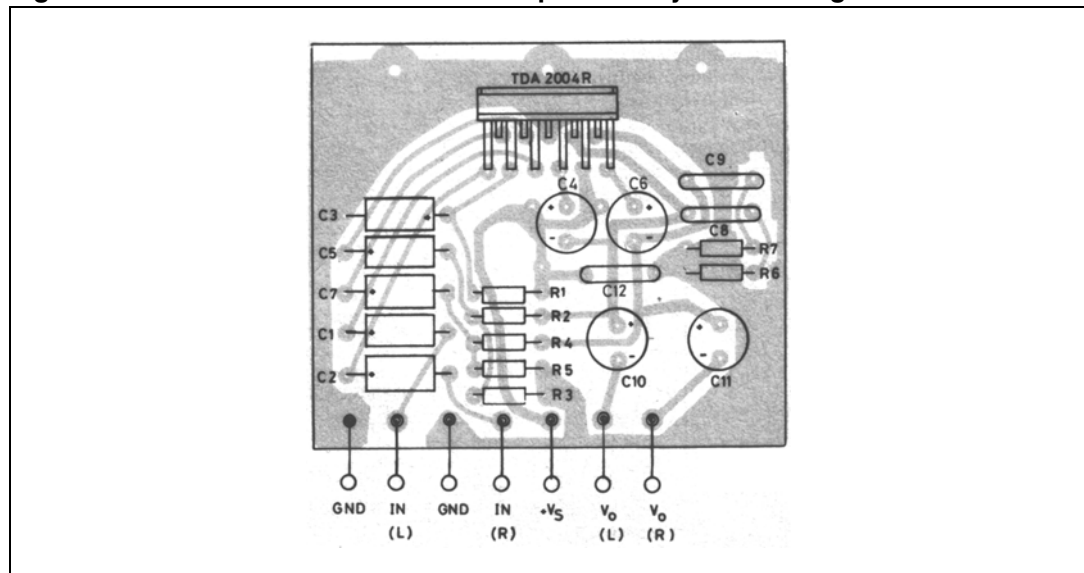 TDA 2004R
C9
C4
C6
C3
C8
C5
R7
R6
C7
R1
C12
R2
C1
R4
R5
C2
C10
C11
R3
GND
IN
(L)
GND
IN
(R)
+Vs
Vo
(L)
Vo
(R)